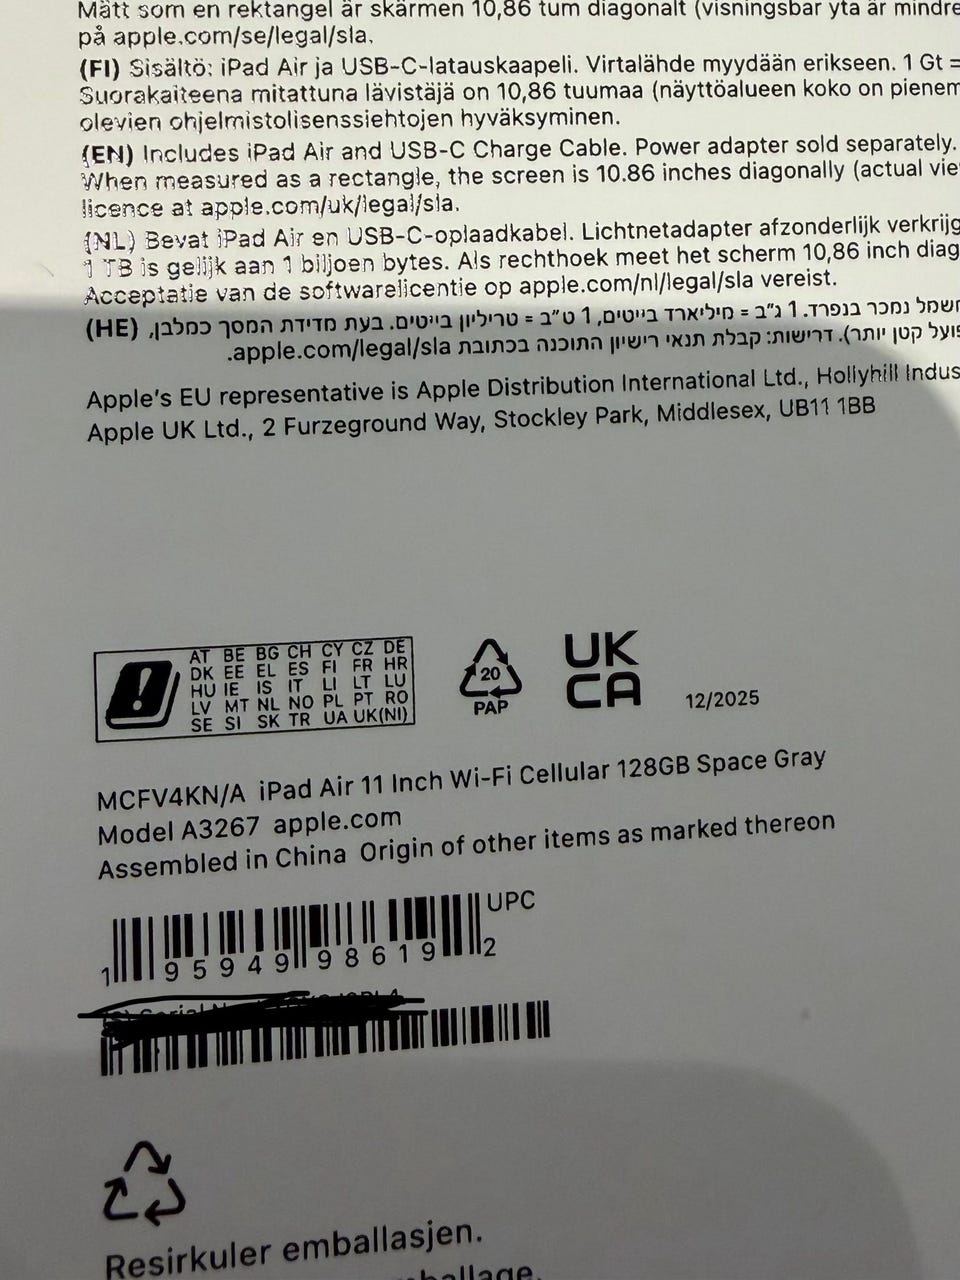 Mätt som en rektangel är skärmen 10,86 tum diagonalt (visningsbar yta är mindre
på apple.com/se/legal/sla.
(FI) Sisältö: iPad Air ja USB-C-latauskaapeli. Virtalähde myydään erikseen. 1 Gt =
Suorakaiteena mitattuna lävistäjä on 10,86 tuumaa (näyttöalueen koko on pienem
olevien ohjelmistolisenssiehtojen hyväksyminen.
(EN) Includes iPad Air and USB-C Charge Cable. Power adapter sold separately.
When measured as a rectangle, the screen is 10.86 inches diagonally (actual vie
licence at apple.com/uk/legal/sla.
(NL) Bevat iPad Air en USB-C-oplaadkabel. Lichtnetadapter afzonderlijk verkrijg
1 TB is gelijk aan 1 biljoen bytes. Als rechthoek meet het scherm 10,86 inch diag
Acceptatie van de softwarelicentie op apple.com/nl/legal/sla vereist.
(HE) חשמל נמכר בנפרד. 1 ג"ב = מיליארד בייטים, 1 ט"ב = טריליון בייטים. בעת מדידת המסך כמלבן,
פועל קטן יותר). דרישות: קבלת תנאי רישיון התוכנה בכתובת apple.com/legal/sla.
Apple's EU representative is Apple Distribution International Ltd., Hollyhill Indus
Apple UK Ltd., 2 Furzeground Way, Stockley Park, Middlesex, UB11 1BB
AT BE BG CH CY CZ DE
DK EE EL ES FI FR HR
HU IE IS IT LI LT LU
LV MT NL NO PL PT RO
SE SI SK TR UA UK(NI)
20
PAP
UK
CA
12/2025
MCFV4KN/A iPad Air 11 Inch Wi-Fi Cellular 128GB Space Gray
Model A3267 apple.com
Assembled in China Origin of other items as marked thereon
UPC
1 95949 98619 2
Resirkuler emballasjen.